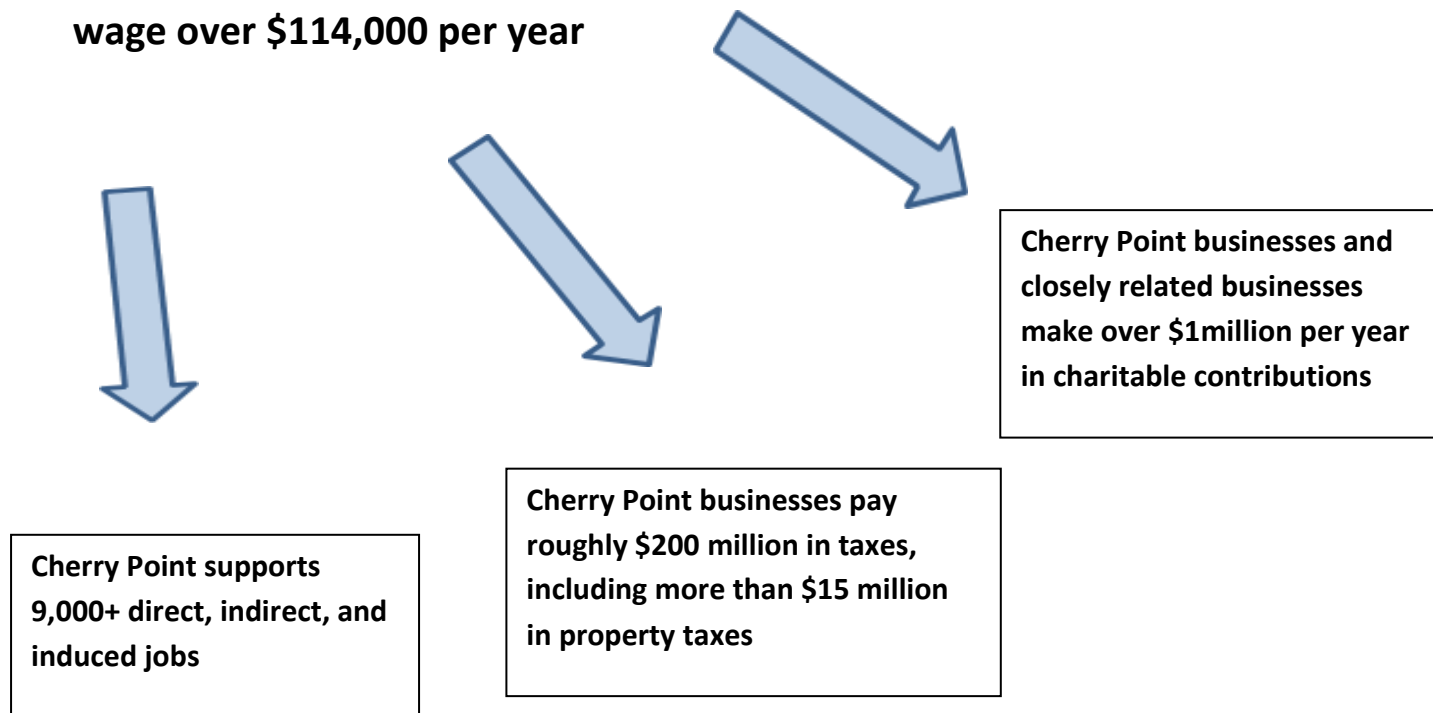 wage over $114,000 per year
Cherry Point businesses and
closely related businesses
make over $1million per year
in charitable contributions
Cherry Point businesses pay
roughly $200 million in taxes,
including more than $15 million
in property taxes
Cherry Point supports
9,000+ direct, indirect, and
induced jobs